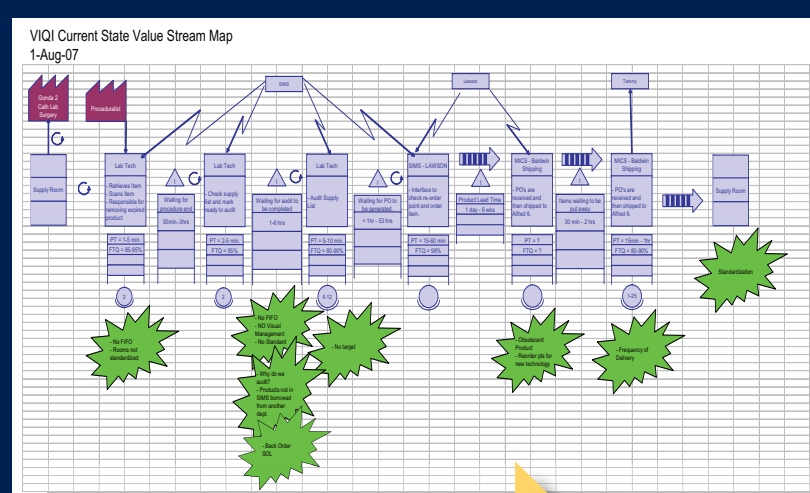 VIQI Current State Value Stream Map
1-Aug-07
SIMS
Lawson
Tammy
Gonda 2
Cath Lab
Surgery
Proceduralist
Supply Room
Lab Tech
- Retrieves Item
- Scans Item
- Responsible for
removing expired
product
PT = 1-5 min
FTQ = 85-95%
2
I
Waiting for
procedure end
30min-3hrs
Lab Tech
- Check supply
list and mark
ready to audit
PT = 2-5 min
FTQ = 95%
2
I
Waiting for audit to
be completed
1-6 hrs
Lab Tech
- Audit Supply
List
PT = 5-10 min
FTQ = 80-90%
6-12
I
Waiting for PO to
be generated
< 1hr - 53 hrs
SIMS - LAWSON
- Interface to
check re-order
point and order
item.
PT = 15-60 min
FTQ = 98%
I
Product Lead Time
1 day - 6 wks
MICS - Baldwin
Shipping
- PO's are
received and
then shipped to
Alfred 6.
PT = ?
FTQ = ?
I
Items waiting to be
put away
30 min - 2 hrs
MICS - Baldwin
Shipping
- PO's are
received and
then shipped to
Alfred 6.
PT = 15min - 1hr
FTQ = 80-90%
1-25
Supply Room
Standardization
- No FIFO
- Rooms not
standardized
- No FIFO
- NO Visual
Management
- No Standard
- Why do we
audit?
- Products not in
SIMS borrowed
from another
dept.
- Back Order
SOL
- No target
- Obsolescent
Product
- Reorder pts for
new technology
- Frequency of
Delivery